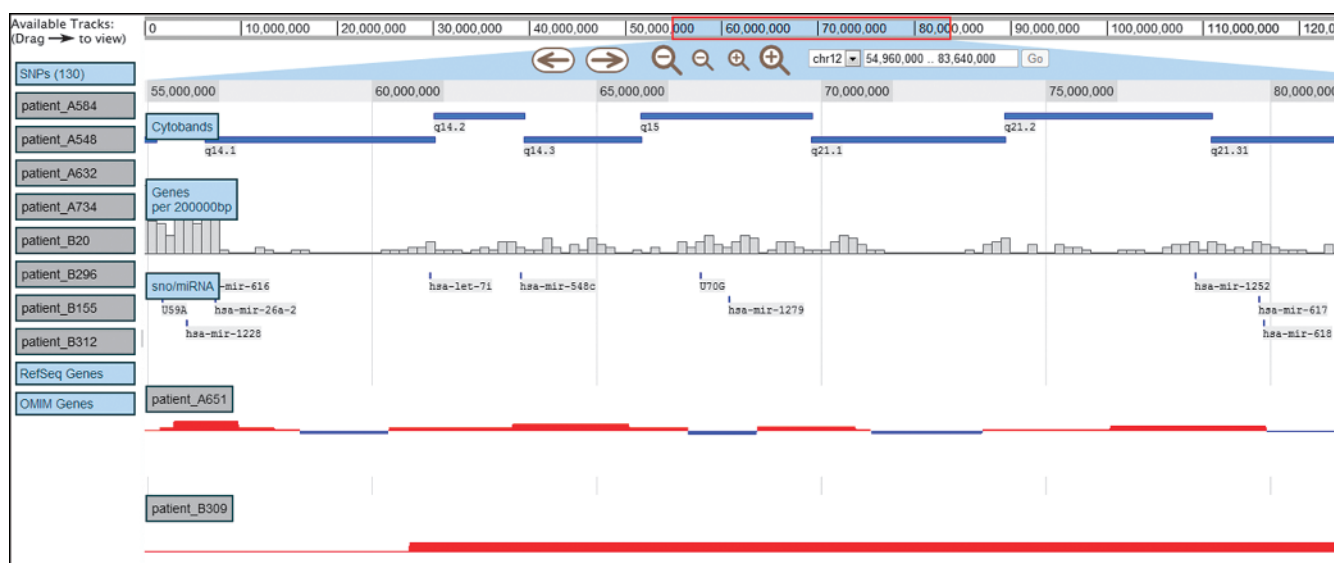 Available Tracks:
(Drag → to view)
0 10,000,000 20,000,000 30,000,000 40,000,000 50,000,000 60,000,000 70,000,000 80,000,000 90,000,000 100,000,000 110,000,000 120,0
chr12 54,960,000 .. 83,640,000 Go
SNPs (130)
patient_A584
patient_A548
patient_A632
patient_A734
patient_B20
patient_B296
patient_B155
patient_B312
RefSeq Genes
OMIM Genes
55,000,000 60,000,000 65,000,000 70,000,000 75,000,000 80,000,000
Cytobands
q14.2 q15 q21.2
q14.1 q14.3 q21.1 q21.31
Genes
per 200000bp
sno/miRNA -mir-616 hsa-let-7i hsa-mir-548c U70G hsa-mir-1252
U59A hsa-mir-26a-2 hsa-mir-1279 hsa-mir-617
hsa-mir-1228 hsa-mir-618
patient_A651
patient_B309